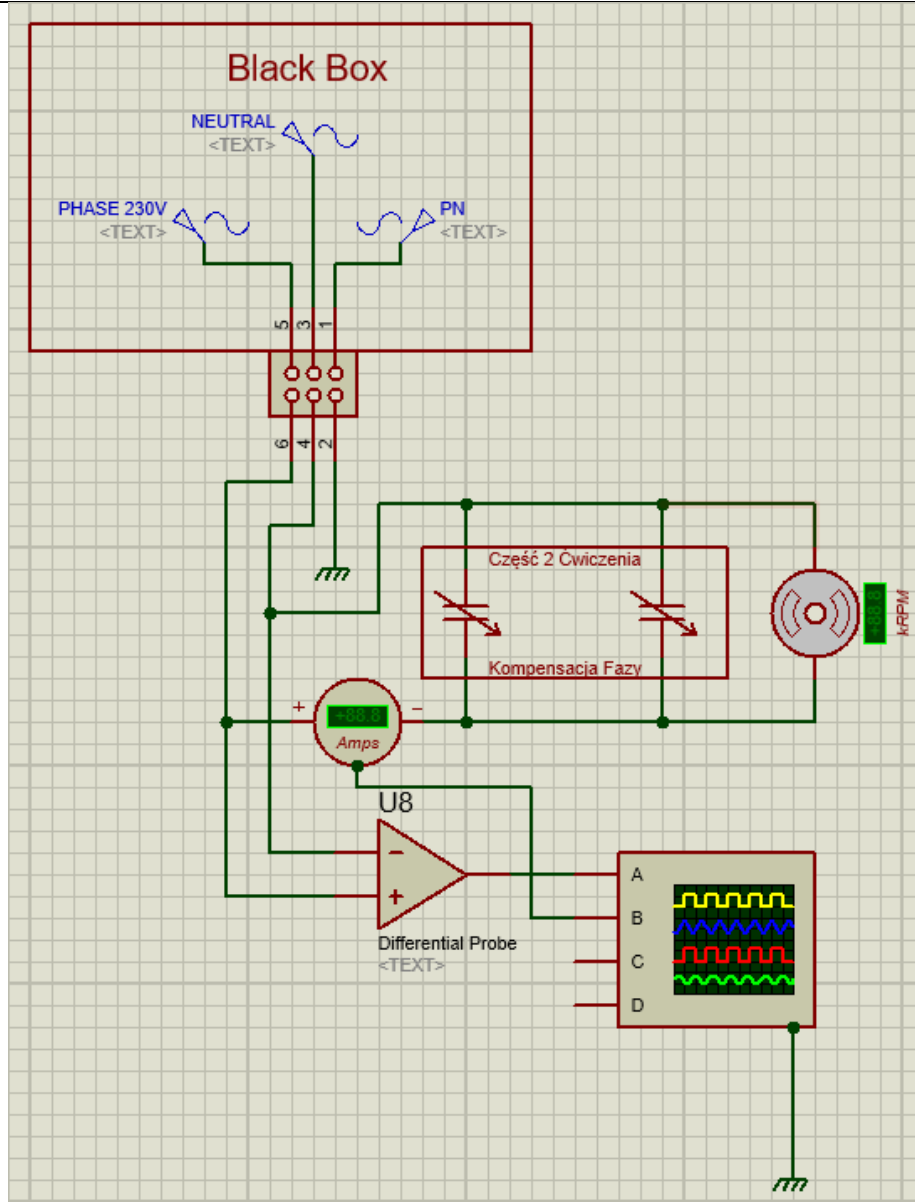 Black Box
NEUTRAL
<TEXT>
PHASE 230V
<TEXT>
PN
<TEXT>
5
3
1
6
4
2
Część 2 Ćwiczenia
Kompensacja Fazy
+88.8
kRPM
+
−
+88.8
Amps
U8
−
+
Differential Probe
<TEXT>
A
B
C
D